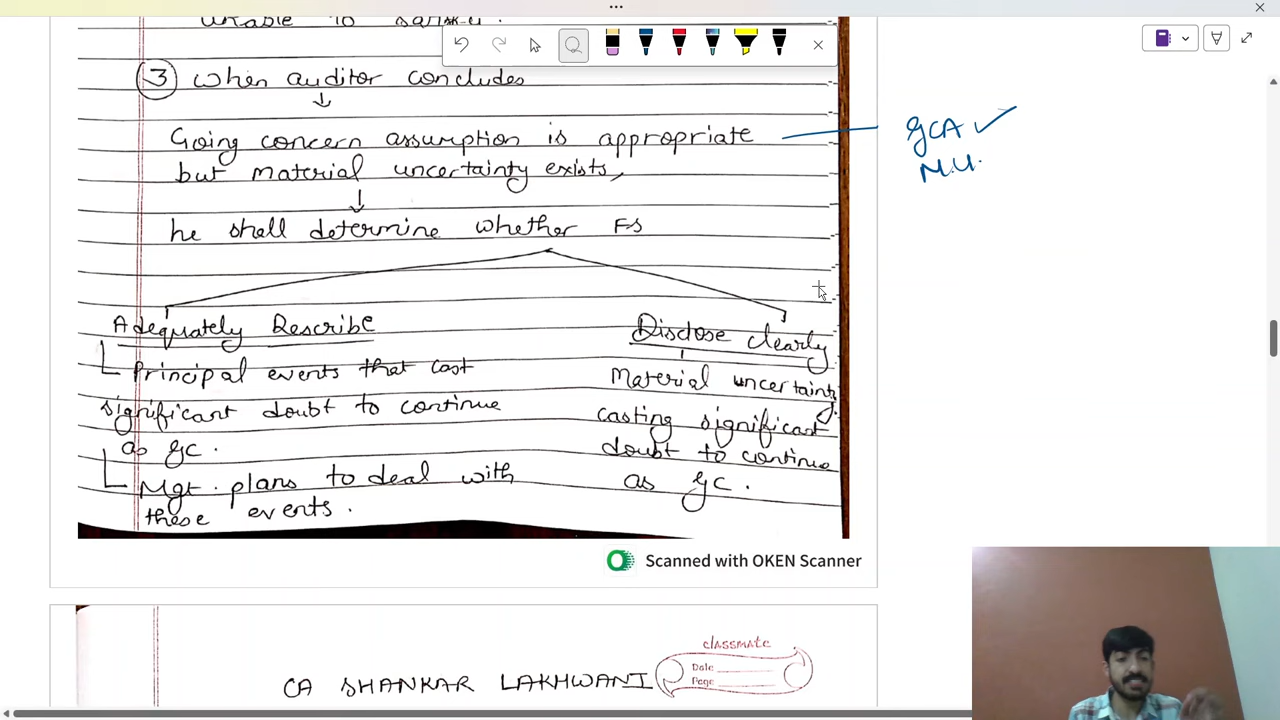 unable to
3 When auditor concludes
Going concern assumption is appropriate
but material uncertainty exists,
he shall determine whether FS
Adequately Describe
Principal events that cast
significant doubt to continue
as GC.
Mgt. plans to deal with
these events.
Disclose clearly
Material uncertainty
casting significant
doubt to continue
as GC.
GCA ✓
M.U.
Scanned with OKEN Scanner
classmate
Date
Page
CA SHANKAR LAKHWANI